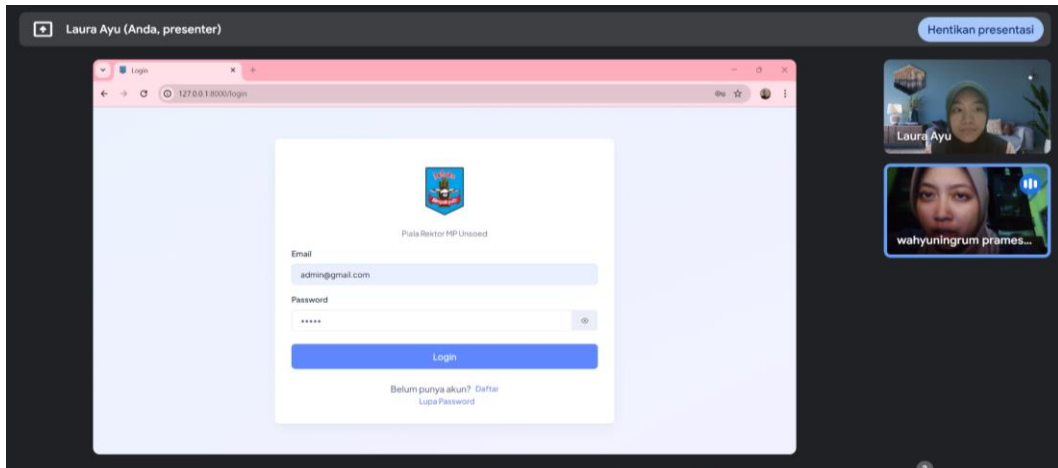 Laura Ayu (Anda, presenter)
Hentikan presentasi
Login
127.0.0.1:8000/login
Piala Rektor MP Unsoed
Email
admin@gmail.com
Password
•••••
Login
Belum punya akun? Daftar
Lupa Password
Laura Ayu
wahyuningrum prames...